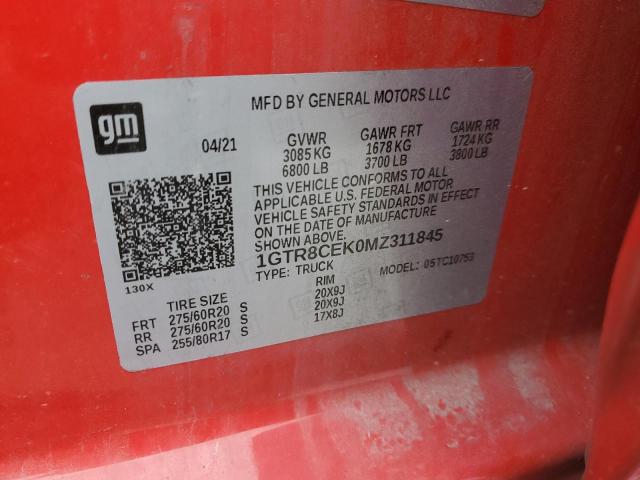 gm
MFD BY GENERAL MOTORS LLC
04/21 GVWR GAWR FRT GAWR RR
3085 KG 1678 KG 1724 KG
6800 LB 3700 LB 3800 LB
THIS VEHICLE CONFORMS TO ALL
APPLICABLE U.S. FEDERAL MOTOR
VEHICLE SAFETY STANDARDS IN EFFECT
ON THE DATE OF MANUFACTURE
SHOWN ABOVE.
1GTR8CEK0MZ311845
TYPE: TRUCK MODEL: 05TC10753
130X
TIRE SIZE RIM
FRT 275/60R20 S 20X9J
RR 275/60R20 S 20X9J
SPA 255/80R17 S 17X8J